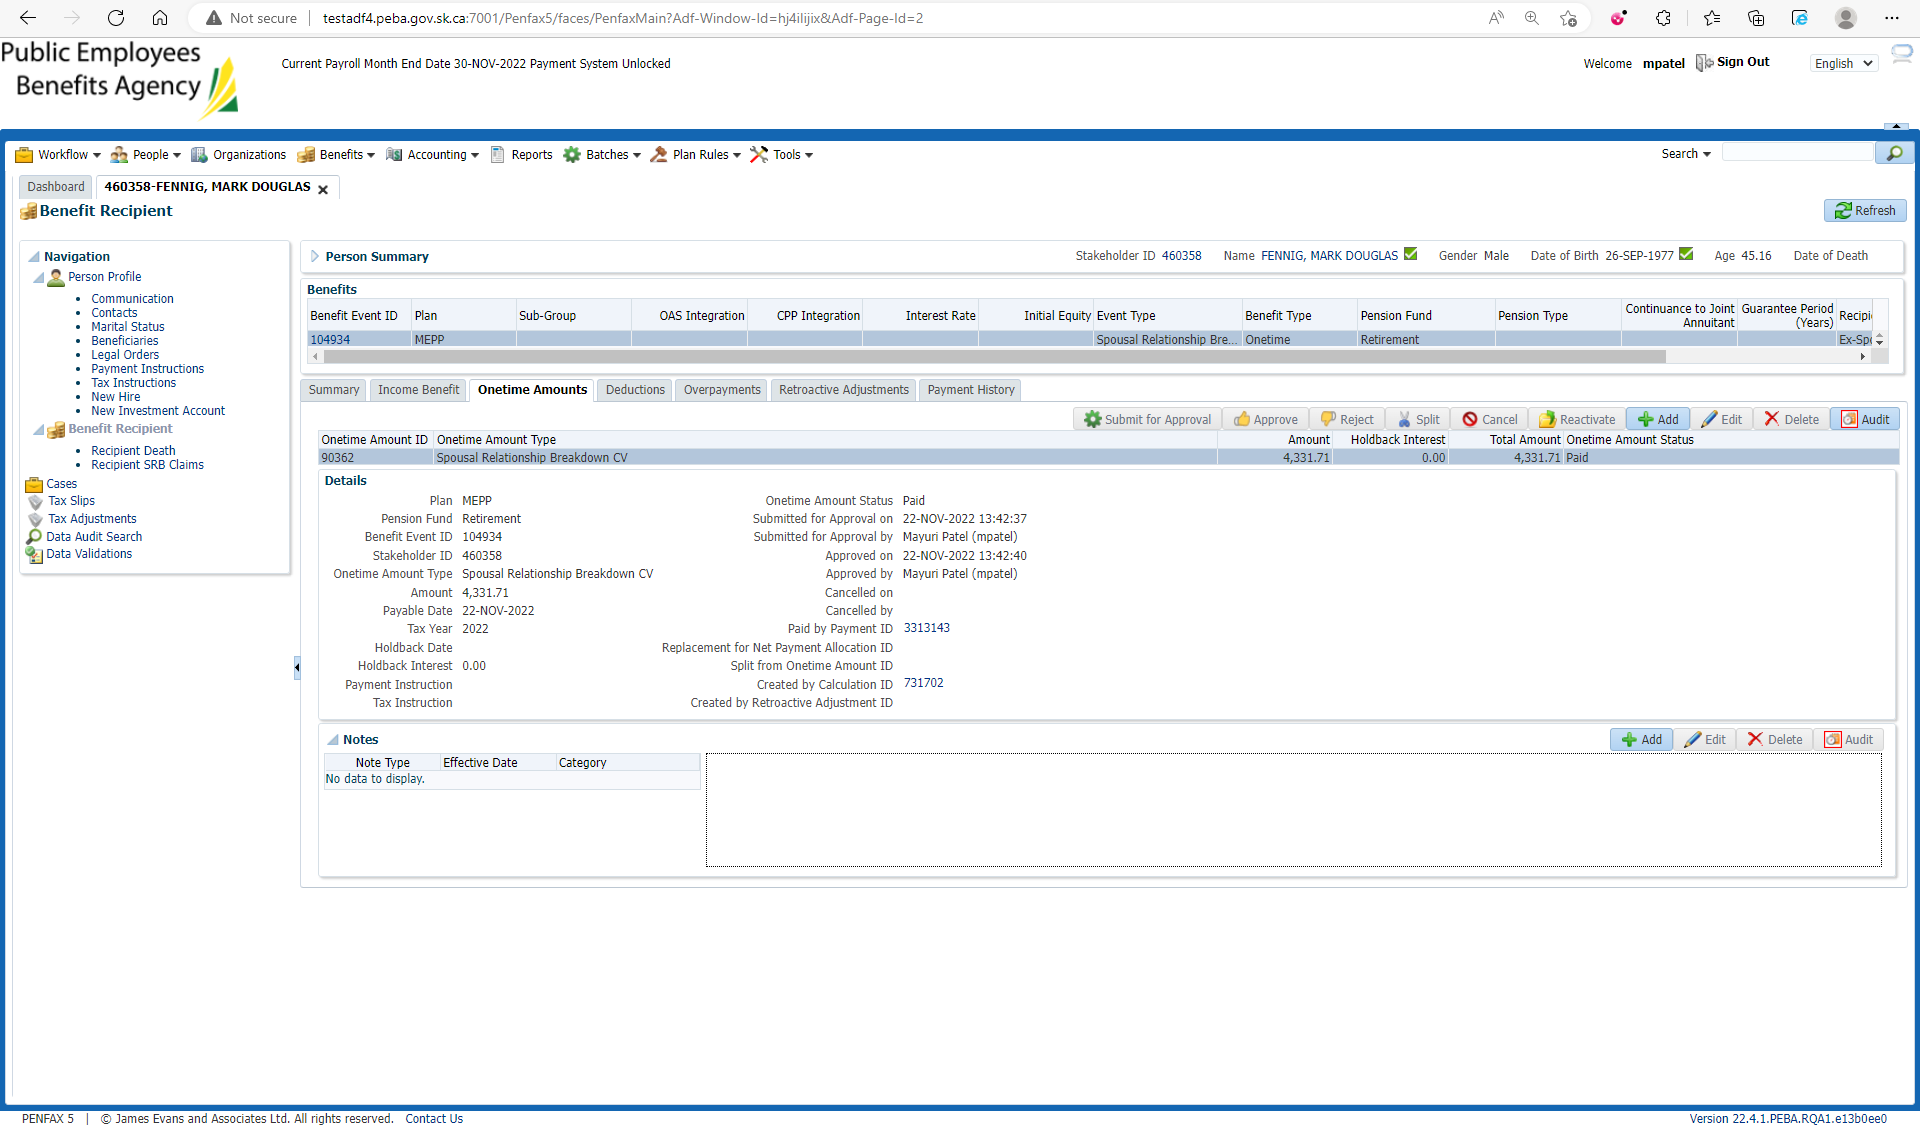 Not secure | testadf4.peba.gov.sk.ca:7001/Penfax5/faces/PenfaxMain?Adf-Window-Id=hj4ilijix&Adf-Page-Id=2
Public Employees
Benefits Agency
Current Payroll Month End Date 30-NOV-2022 Payment System Unlocked
Welcome mpatel Sign Out English
Workflow People Organizations Benefits Accounting Reports Batches Plan Rules Tools Search
Dashboard 460358-FENNIG, MARK DOUGLAS
Benefit Recipient
Refresh
Navigation
Person Profile
Communication
Contacts
Marital Status
Beneficiaries
Legal Orders
Payment Instructions
Tax Instructions
New Hire
New Investment Account
Benefit Recipient
Recipient Death
Recipient SRB Claims
Cases
Tax Slips
Tax Adjustments
Data Audit Search
Data Validations
Person Summary Stakeholder ID 460358 Name FENNIG, MARK DOUGLAS Gender Male Date of Birth 26-SEP-1977 Age 45.16 Date of Death
Benefits
Benefit Event ID Plan Sub-Group OAS Integration CPP Integration Interest Rate Initial Equity Event Type Benefit Type Pension Fund Pension Type Continuance to Joint Annuitant Guarantee Period (Years) Recipi
104934 MEPP Spousal Relationship Bre... Onetime Retirement Ex-Spo
Summary Income Benefit Onetime Amounts Deductions Overpayments Retroactive Adjustments Payment History
Submit for Approval Approve Reject Split Cancel Reactivate Add Edit Delete Audit
Onetime Amount ID Onetime Amount Type Amount Holdback Interest Total Amount Onetime Amount Status
90362 Spousal Relationship Breakdown CV 4,331.71 0.00 4,331.71 Paid
Details
Plan MEPP Onetime Amount Status Paid
Pension Fund Retirement Submitted for Approval on 22-NOV-2022 13:42:37
Benefit Event ID 104934 Submitted for Approval by Mayuri Patel (mpatel)
Stakeholder ID 460358 Approved on 22-NOV-2022 13:42:40
Onetime Amount Type Spousal Relationship Breakdown CV Approved by Mayuri Patel (mpatel)
Amount 4,331.71 Cancelled on
Payable Date 22-NOV-2022 Cancelled by
Tax Year 2022 Paid by Payment ID 3313143
Holdback Date Replacement for Net Payment Allocation ID
Holdback Interest 0.00 Split from Onetime Amount ID
Payment Instruction Created by Calculation ID 731702
Tax Instruction Created by Retroactive Adjustment ID
Notes Add Edit Delete Audit
Note Type Effective Date Category
No data to display.
PENFAX 5 | © James Evans and Associates Ltd. All rights reserved. Contact Us Version 22.4.1.PEBA.RQA1.e13b0ee0